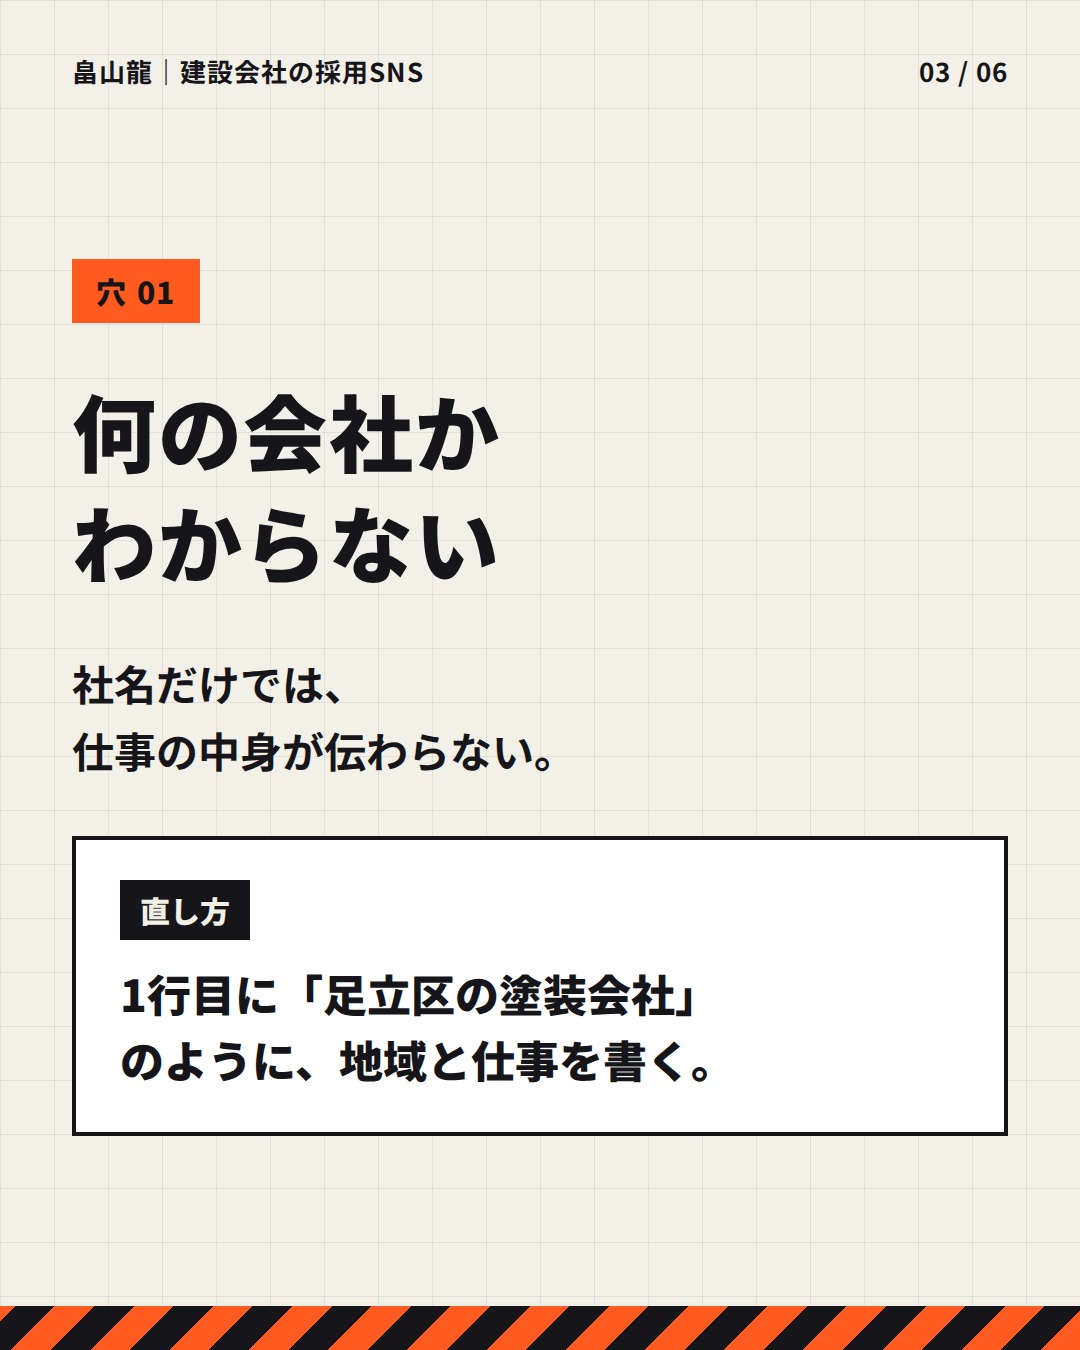 畠山龍｜建設会社の採用SNS
03 / 06
穴 01
何の会社か
わからない
社名だけでは、
仕事の中身が伝わらない。
直し方
1行目に「足立区の塗装会社」
のように、地域と仕事を書く。